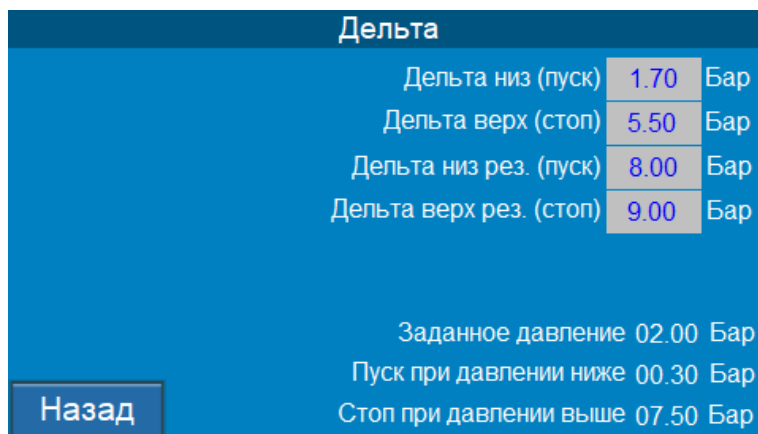 Дельта
Дельта низ (пуск) 1.70 Бар
Дельта верх (стоп) 5.50 Бар
Дельта низ рез. (пуск) 8.00 Бар
Дельта верх рез. (стоп) 9.00 Бар
Заданное давление 02.00 Бар
Пуск при давлении ниже 00.30 Бар
Назад
Стоп при давлении выше 07.50 Бар